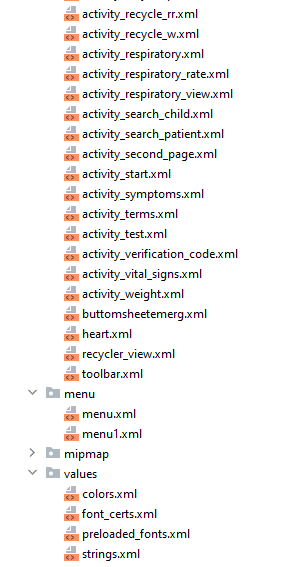 activity_recycle_rr.xml
activity_recycle_w.xml
activity_respiratory.xml
activity_respiratory_rate.xml
activity_respiratory_view.xml
activity_search_child.xml
activity_search_patient.xml
activity_second_page.xml
activity_start.xml
activity_symptoms.xml
activity_terms.xml
activity_test.xml
activity_verification_code.xml
activity_vital_signs.xml
activity_weight.xml
buttomsheetemerg.xml
heart.xml
recycler_view.xml
toolbar.xml
menu
menu.xml
menu1.xml
mipmap
values
colors.xml
font_certs.xml
preloaded_fonts.xml
strings.xml